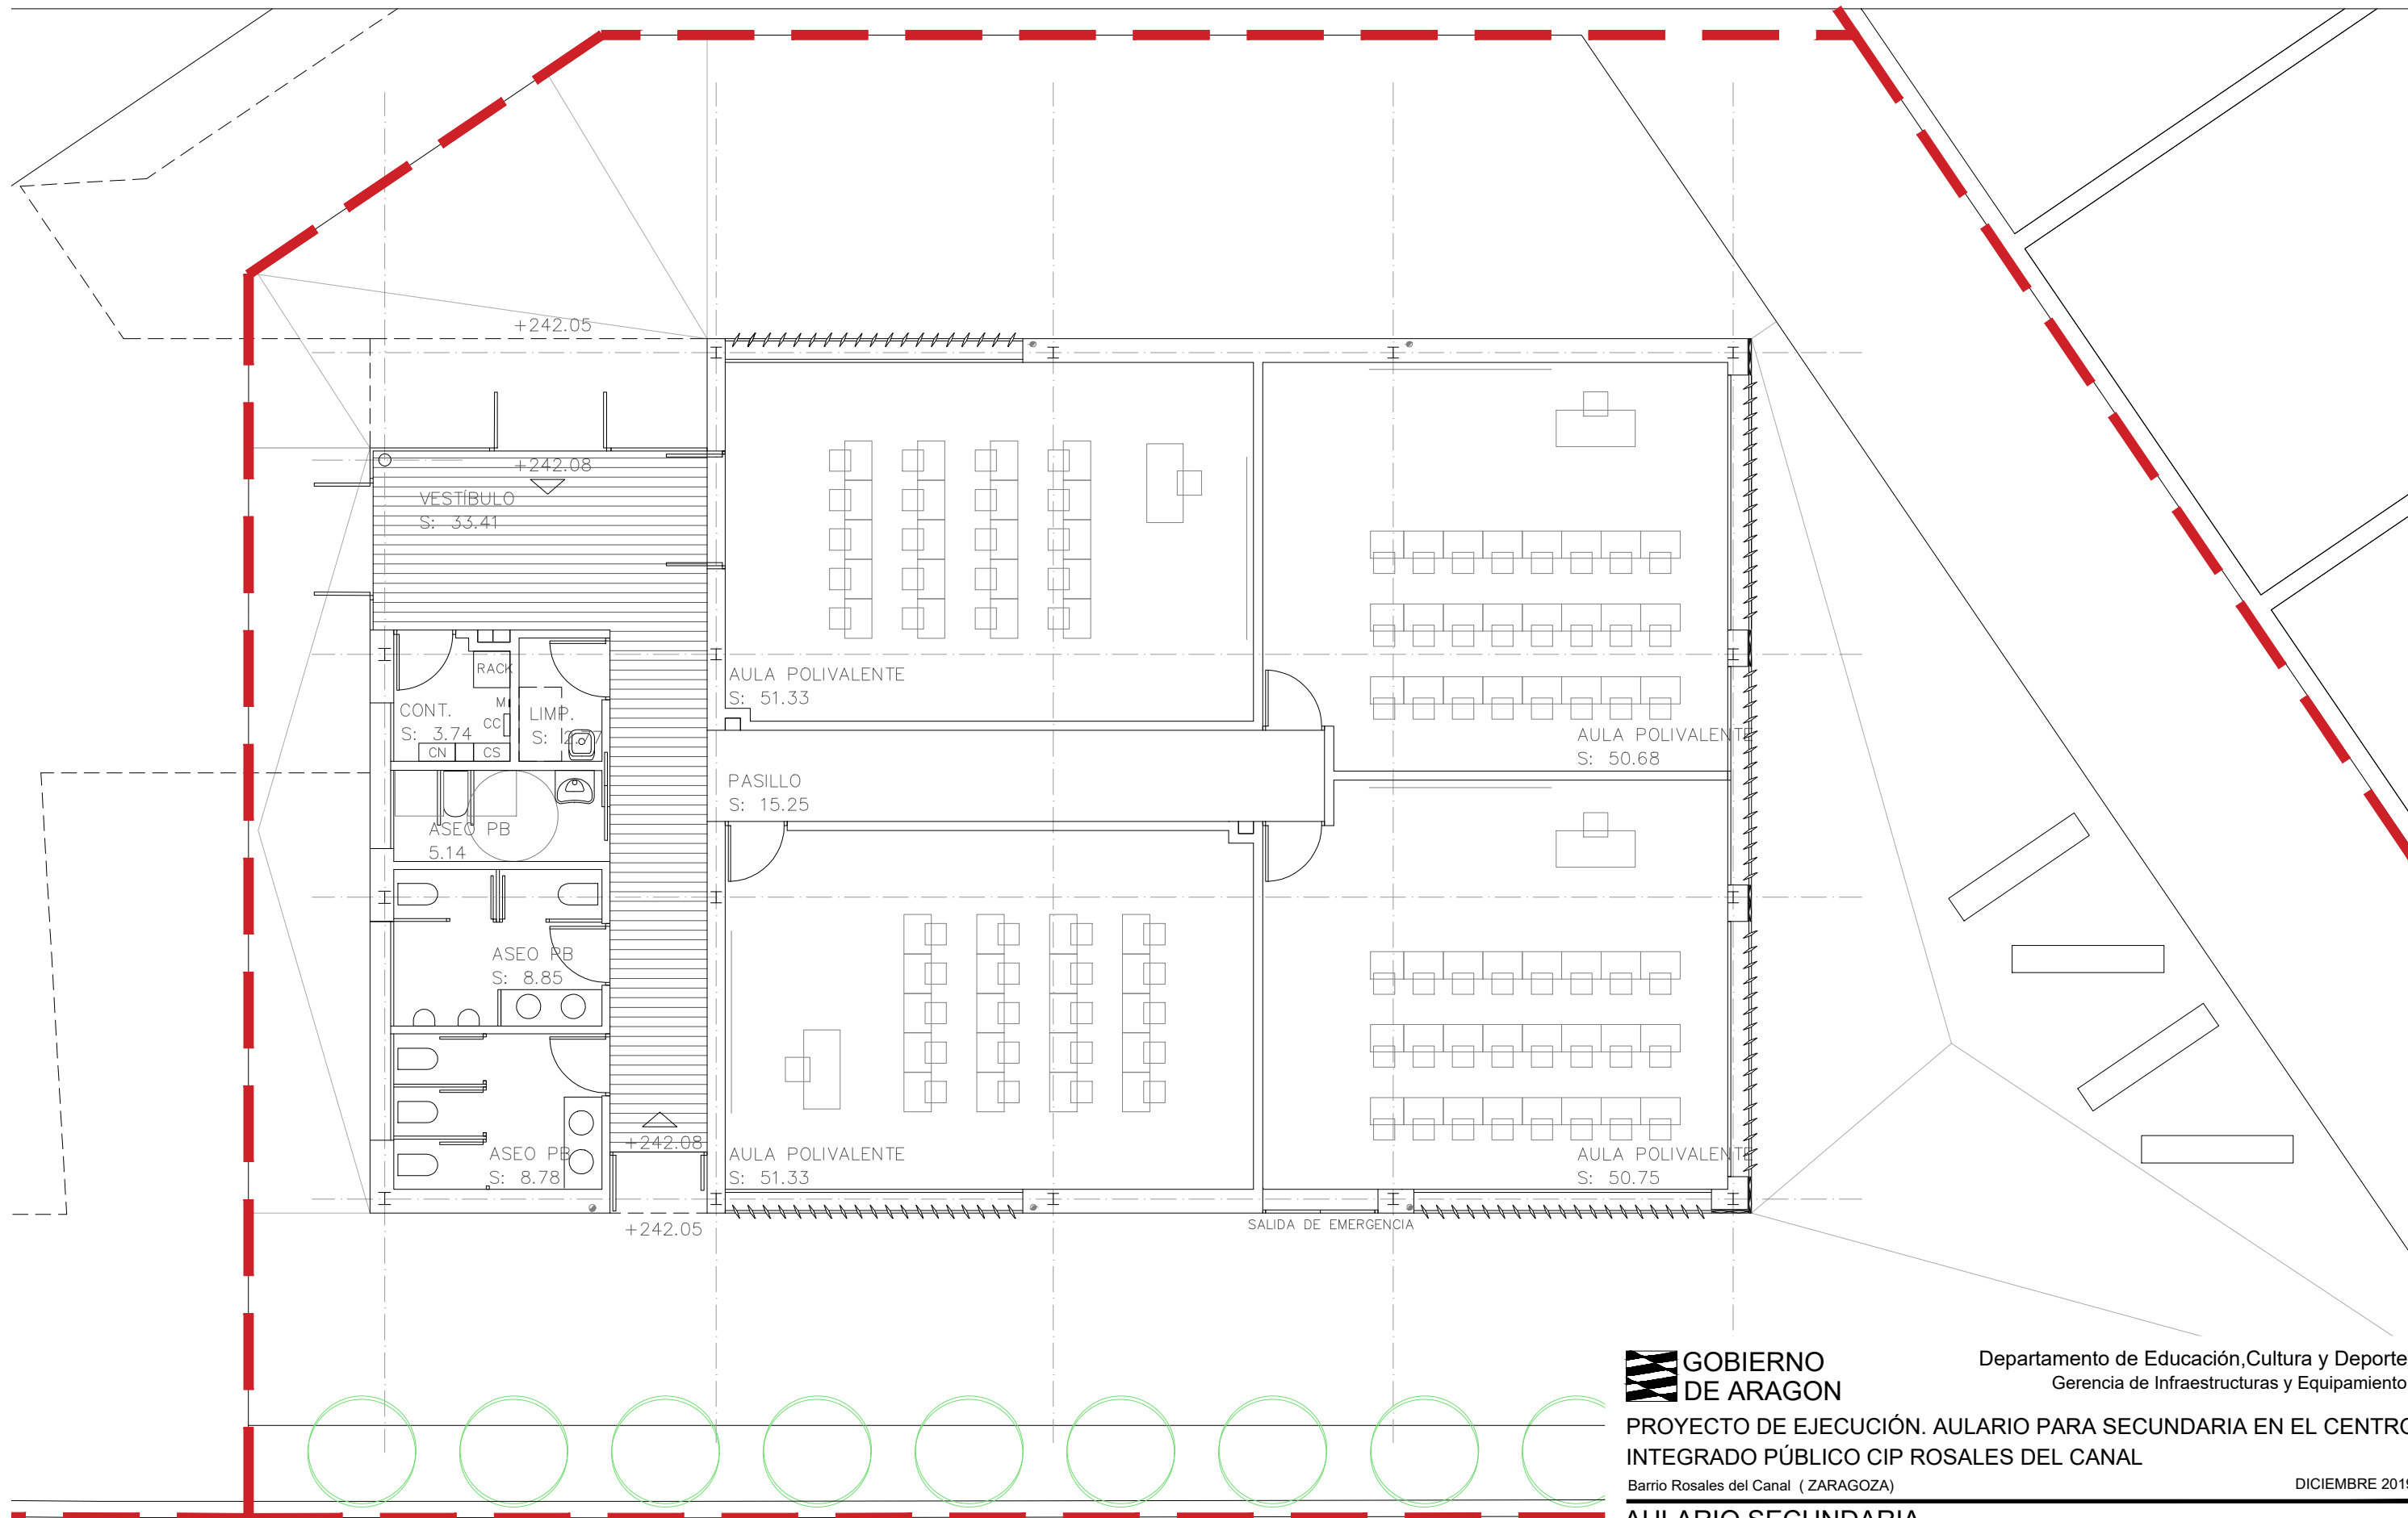 +242.05
+242.08
VESTÍBULO
S: 33.41
RACK
M
CC
CONT.
S: 3.74
CN
CS
LIMP.
S:
AULA POLIVALENTE
S: 51.33
AULA POLIVALENTE
S: 50.68
PASILLO
S: 15.25
ASEO PB
5.14
ASEO PB
S: 8.85
ASEO PB
S: 8.78
+242.08
+242.05
AULA POLIVALENTE
S: 51.33
AULA POLIVALENTE
S: 50.75
SALIDA DE EMERGENCIA
GOBIERNO
DE ARAGON
Departamento de Educación,Cultura y Deporte
Gerencia de Infraestructuras y Equipamiento
PROYECTO DE EJECUCIÓN. AULARIO PARA SECUNDARIA EN EL CENTRO
INTEGRADO PÚBLICO CIP ROSALES DEL CANAL
Barrio Rosales del Canal ( ZARAGOZA)
DICIEMBRE 2019
AULARIO SECUNDARIA